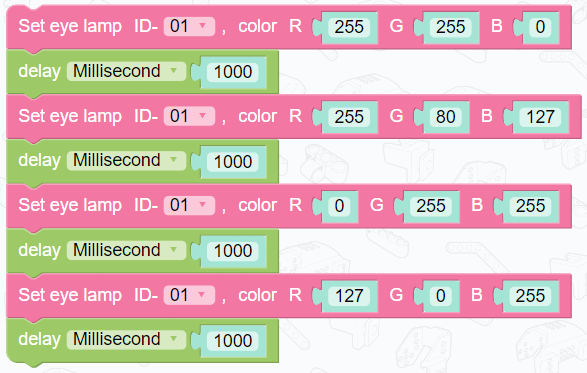 Set eye lamp ID- 01 , color R 255 G 255 B 0
delay Millisecond 1000
Set eye lamp ID- 01 , color R 255 G 80 B 127
delay Millisecond 1000
Set eye lamp ID- 01 , color R 0 G 255 B 255
delay Millisecond 1000
Set eye lamp ID- 01 , color R 127 G 0 B 255
delay Millisecond 1000